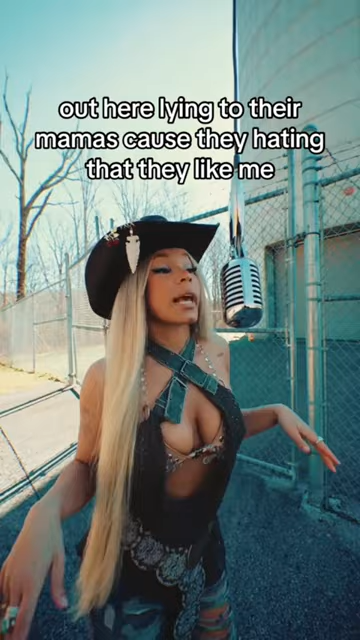 out here lying to their
mamas cause they hating
that they like me